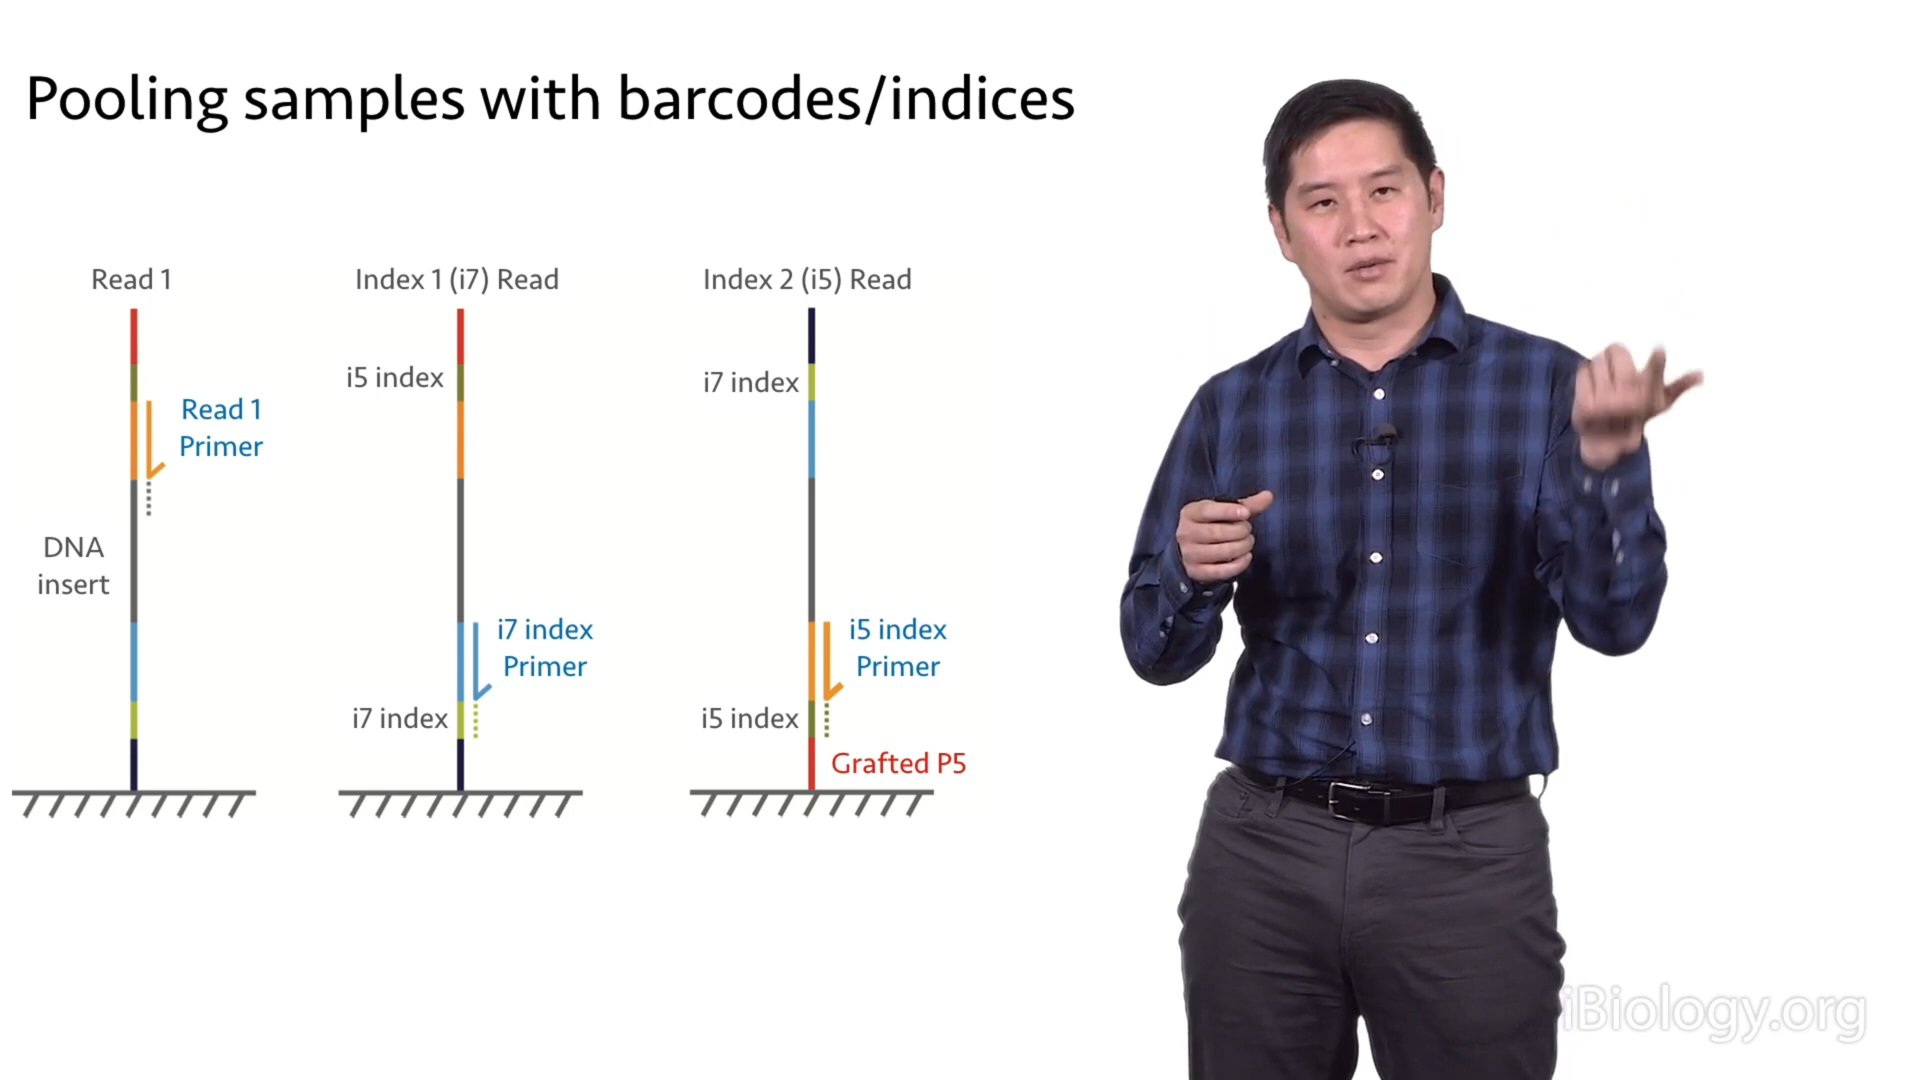 Pooling samples with barcodes/indices
Read 1
Read 1
Primer
DNA
insert
Index 1 (i7) Read
i5 index
i7 index
Primer
i7 index
Index 2 (i5) Read
i7 index
i5 index
Primer
i5 index
Grafted P5
iBiology.org